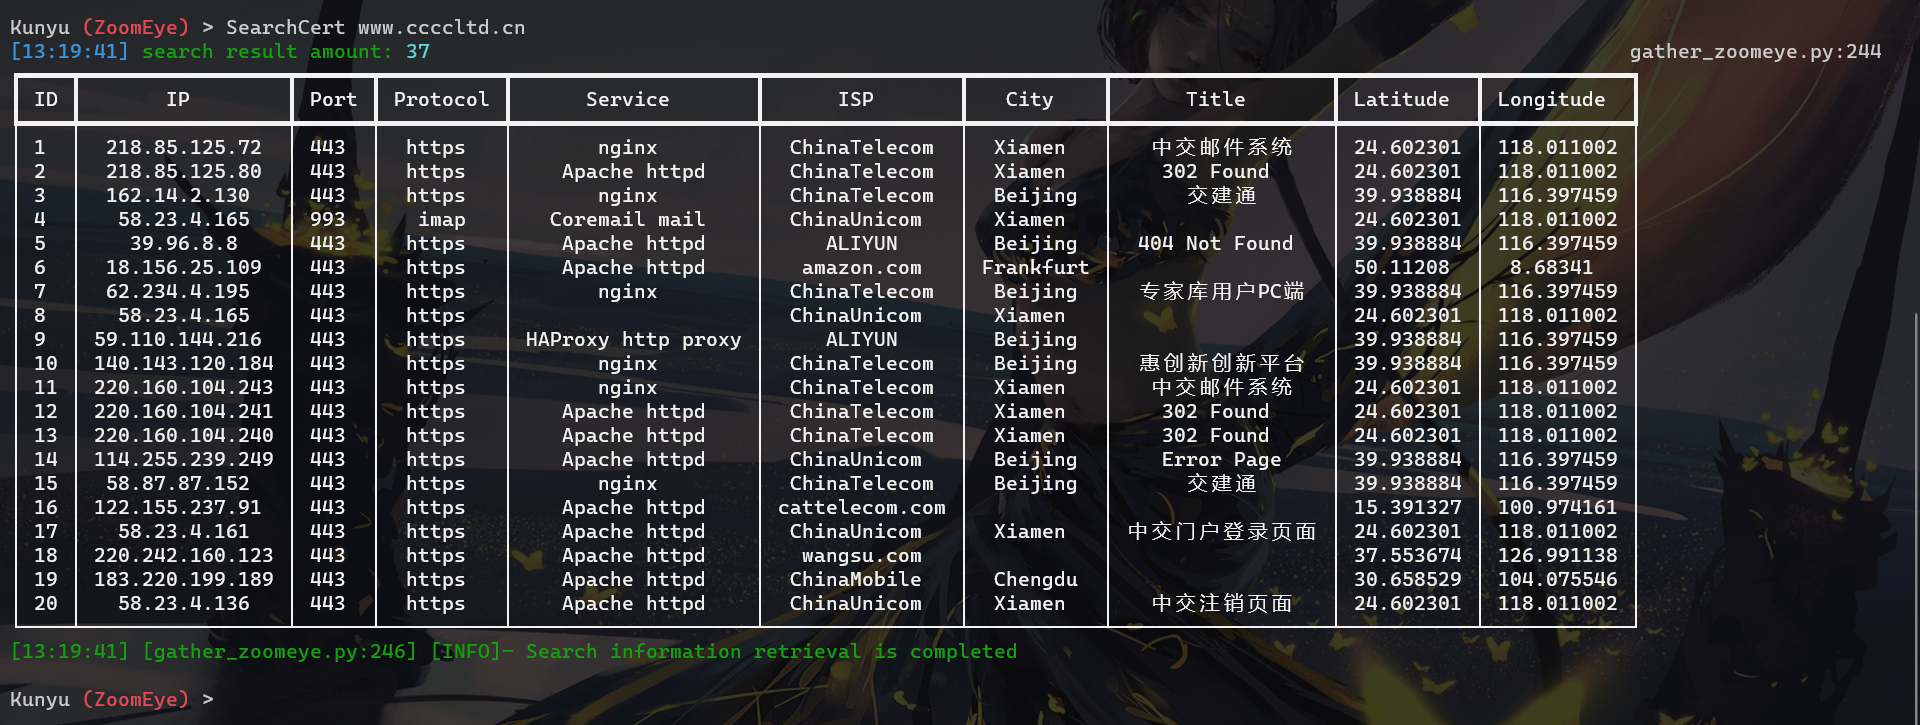 Kunyu (ZoomEye) > SearchCert www.ccccltd.cn
[13:19:41] search result amount: 37 gather_zoomeye.py:244
ID IP Port Protocol Service ISP City Title Latitude Longitude
1 218.85.125.72 443 https nginx ChinaTelecom Xiamen 中交邮件系统 24.602301 118.011002
2 218.85.125.80 443 https Apache httpd ChinaTelecom Xiamen 302 Found 24.602301 118.011002
3 162.14.2.130 443 https nginx ChinaTelecom Beijing 交建通 39.938884 116.397459
4 58.23.4.165 993 imap Coremail mail ChinaUnicom Xiamen 24.602301 118.011002
5 39.96.8.8 443 https Apache httpd ALIYUN Beijing 404 Not Found 39.938884 116.397459
6 18.156.25.109 443 https Apache httpd amazon.com Frankfurt 50.11208 8.68341
7 62.234.4.195 443 https nginx ChinaTelecom Beijing 专家库用户PC端 39.938884 116.397459
8 58.23.4.165 443 https ChinaUnicom Xiamen 24.602301 118.011002
9 59.110.144.216 443 https HAProxy http proxy ALIYUN Beijing 39.938884 116.397459
10 140.143.120.184 443 https nginx ChinaTelecom Beijing 惠创新创新平台 39.938884 116.397459
11 220.160.104.243 443 https nginx ChinaTelecom Xiamen 中交邮件系统 24.602301 118.011002
12 220.160.104.241 443 https Apache httpd ChinaTelecom Xiamen 302 Found 24.602301 118.011002
13 220.160.104.240 443 https Apache httpd ChinaTelecom Xiamen 302 Found 24.602301 118.011002
14 114.255.239.249 443 https Apache httpd ChinaUnicom Beijing Error Page 39.938884 116.397459
15 58.87.87.152 443 https nginx ChinaTelecom Beijing 交建通 39.938884 116.397459
16 122.155.237.91 443 https Apache httpd cattelecom.com 15.391327 100.974161
17 58.23.4.161 443 https Apache httpd ChinaUnicom Xiamen 中交门户登录页面 24.602301 118.011002
18 220.242.160.123 443 https Apache httpd wangsu.com 37.553674 126.991138
19 183.220.199.189 443 https Apache httpd ChinaMobile Chengdu 30.658529 104.075546
20 58.23.4.136 443 https Apache httpd ChinaUnicom Xiamen 中交注销页面 24.602301 118.011002
[13:19:41] [gather_zoomeye.py:246] [INFO]- Search information retrieval is completed
Kunyu (ZoomEye) >